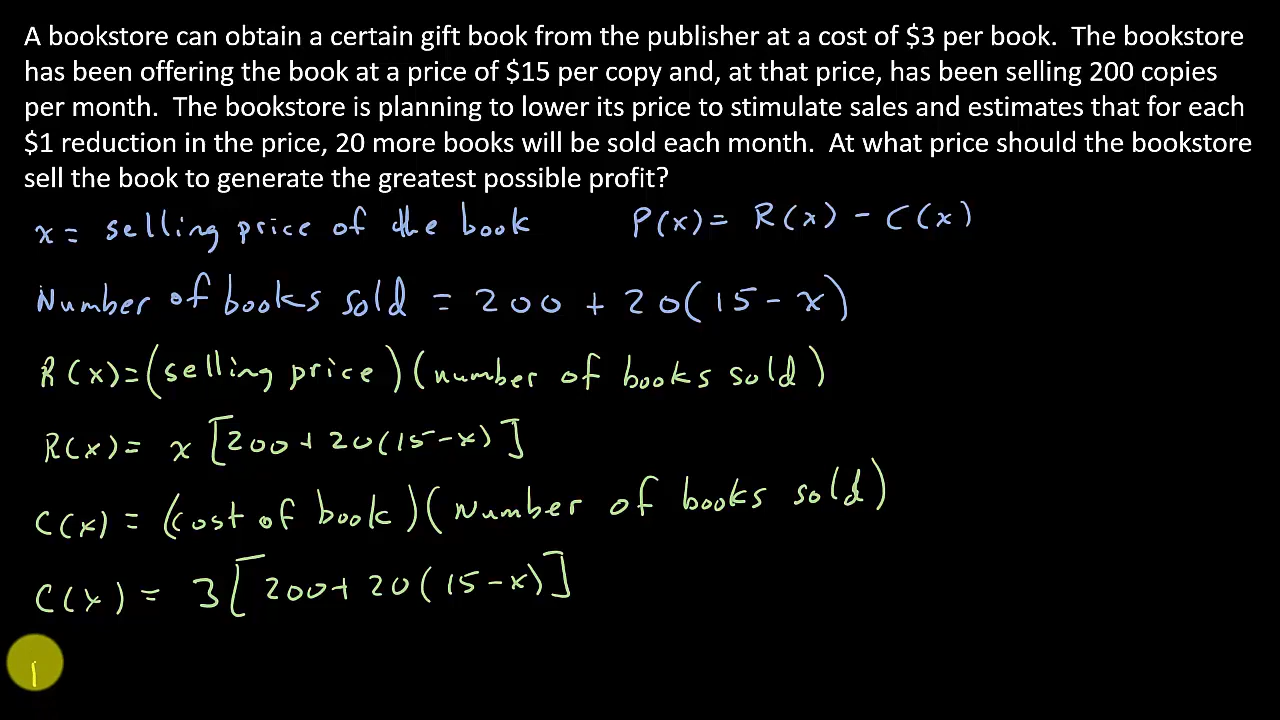 A bookstore can obtain a certain gift book from the publisher at a cost of $3 per book. The bookstore
has been offering the book at a price of $15 per copy and, at that price, has been selling 200 copies
per month. The bookstore is planning to lower its price to stimulate sales and estimates that for each
$1 reduction in the price, 20 more books will be sold each month. At what price should the bookstore
sell the book to generate the greatest possible profit?
x = selling price of the book P(x) = R(x) - C(x)
Number of books sold = 200 + 20(15 - x)
R(x) = (selling price)(number of books sold)
R(x) = x [200 + 20(15 - x)]
C(x) = (cost of book)(Number of books sold)
C(x) = 3[200 + 20(15 - x)]